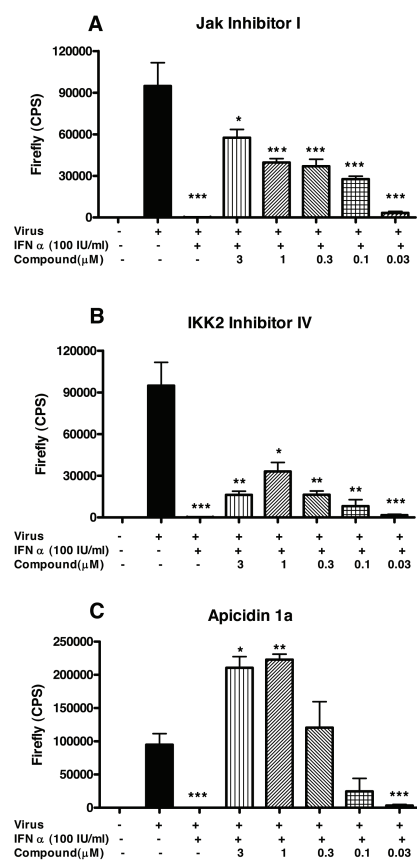 A
Jak Inhibitor I
120000
90000
60000
30000
0
Firefly (CPS)
*
***
***
***
***
***
Virus - + + + + + + +
IFN α (100 IU/ml) - - + + + + + +
Compound(µM) - - - 3 1 0.3 0.1 0.03
B
IKK2 Inhibitor IV
120000
90000
60000
30000
0
Firefly (CPS)
*
**
**
**
***
***
Virus - + + + + + + +
IFN α (100 IU/ml) - - + + + + + +
Compound(µM) - - - 3 1 0.3 0.1 0.03
C
Apicidin 1a
250000
200000
150000
100000
50000
0
Firefly (CPS)
* **
*** ***
Virus - + + + + + + +
IFN α (100 IU/ml) - - + + + + + +
Compound(µM) - - - 3 1 0.3 0.1 0.03